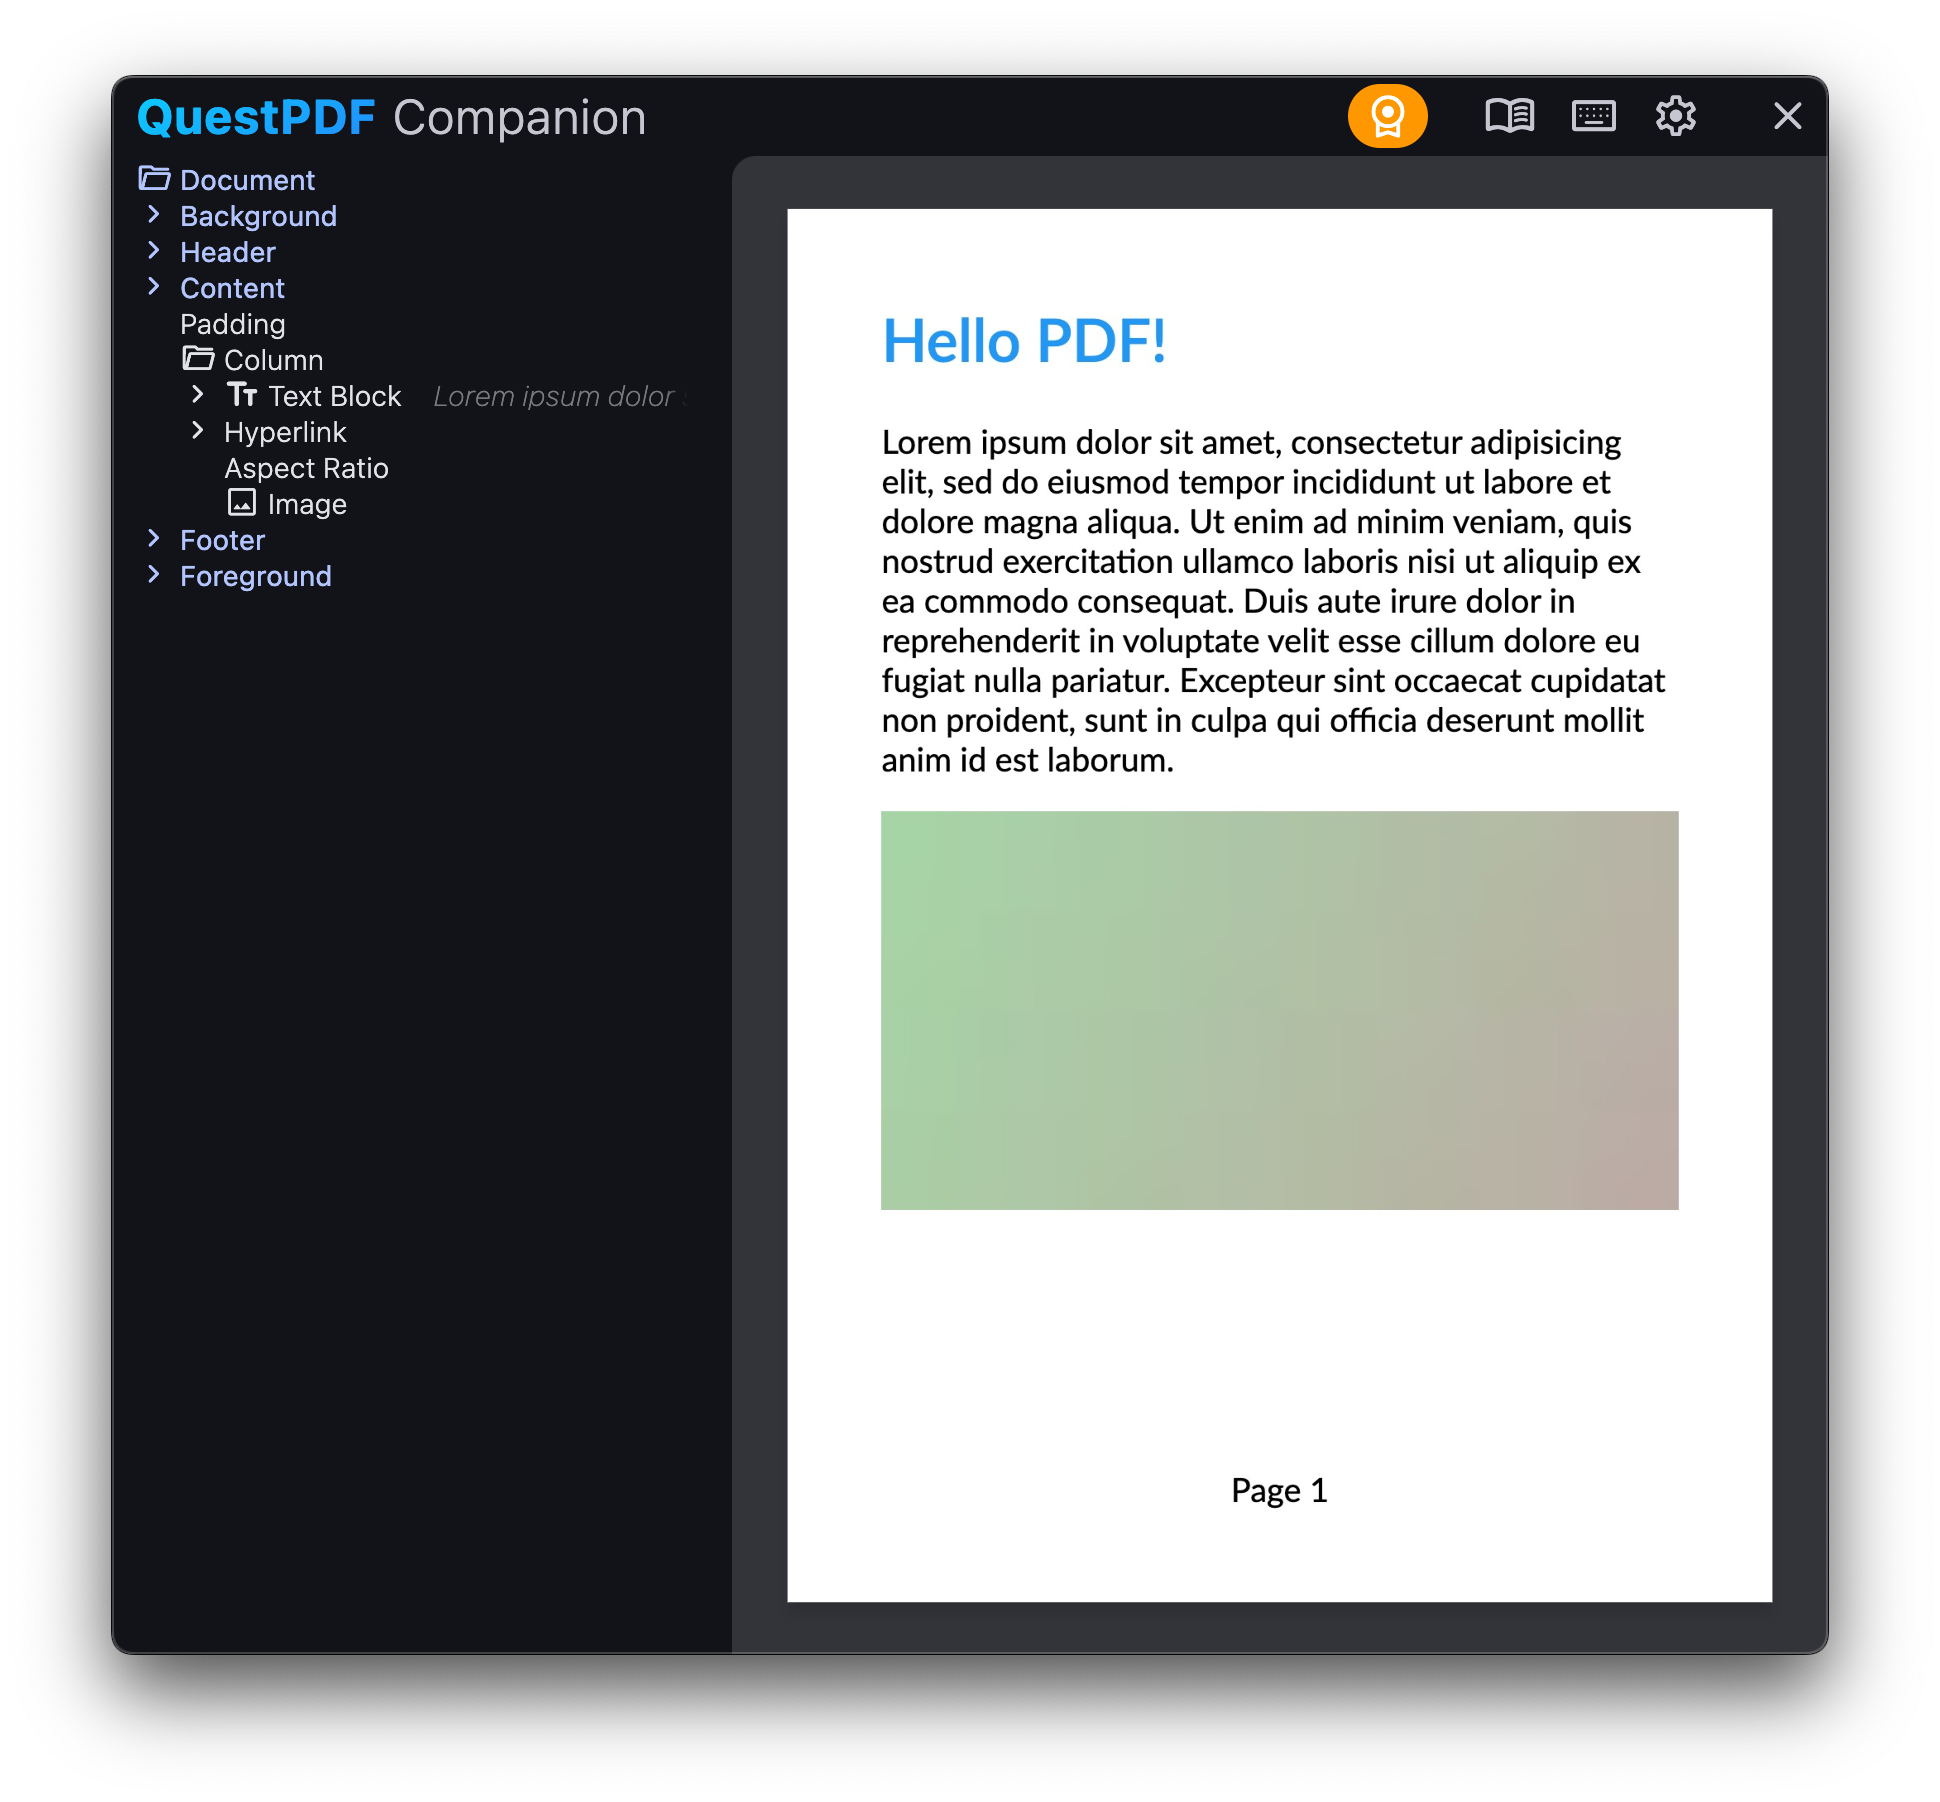 QuestPDF Companion
Document
Background
Header
Content
Padding
Column
Text Block Lorem ipsum dolor
Hyperlink
Aspect Ratio
Image
Footer
Foreground
Hello PDF!
Lorem ipsum dolor sit amet, consectetur adipisicing
elit, sed do eiusmod tempor incididunt ut labore et
dolore magna aliqua. Ut enim ad minim veniam, quis
nostrud exercitation ullamco laboris nisi ut aliquip ex
ea commodo consequat. Duis aute irure dolor in
reprehenderit in voluptate velit esse cillum dolore eu
fugiat nulla pariatur. Excepteur sint occaecat cupidatat
non proident, sunt in culpa qui officia deserunt mollit
anim id est laborum.
Page 1